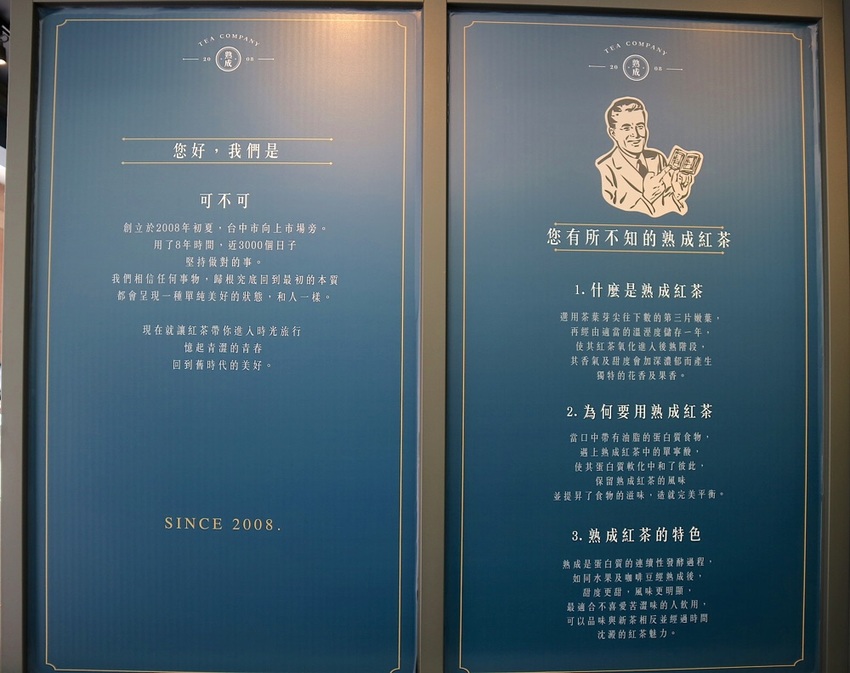 TEA COMPANY
20 熟成 08
您好，我們是
可不可
創立於2008年初夏，台中市向上市場旁。
用了8年時間，近3000個日子
堅持做對的事。
我們相信任何事物，歸根究底回到最初的本質
都會呈現一種單純美好的狀態，和人一樣。
現在就讓紅茶帶你進入時光旅行
憶起青澀的青春
回到舊時代的美好。
SINCE 2008.
TEA COMPANY
20 熟成 08
您有所不知的熟成紅茶
1.什麼是熟成紅茶
選用茶葉芽尖往下數的第三片嫩葉，
再經由適當的溫溼度儲存一年，
使其紅茶氧化進入後熟階段，
其香氣及甜度會加深濃郁而產生
獨特的花香及果香。
2.為何要用熟成紅茶
當口中帶有油脂的蛋白質食物，
遇上熟成紅茶中的單寧酸，
使其蛋白質軟化中和了彼此，
保留熟成紅茶的風味
並提昇了食物的滋味，造就完美平衡。
3.熟成紅茶的特色
熟成是蛋白質的連續性發酵過程，
如同水果及咖啡豆經熟成後，
甜度更甜，風味更明顯，
最適合不喜愛苦澀味的人飲用，
可以品味與新茶相反並經過時間
沈澱的紅茶魅力。